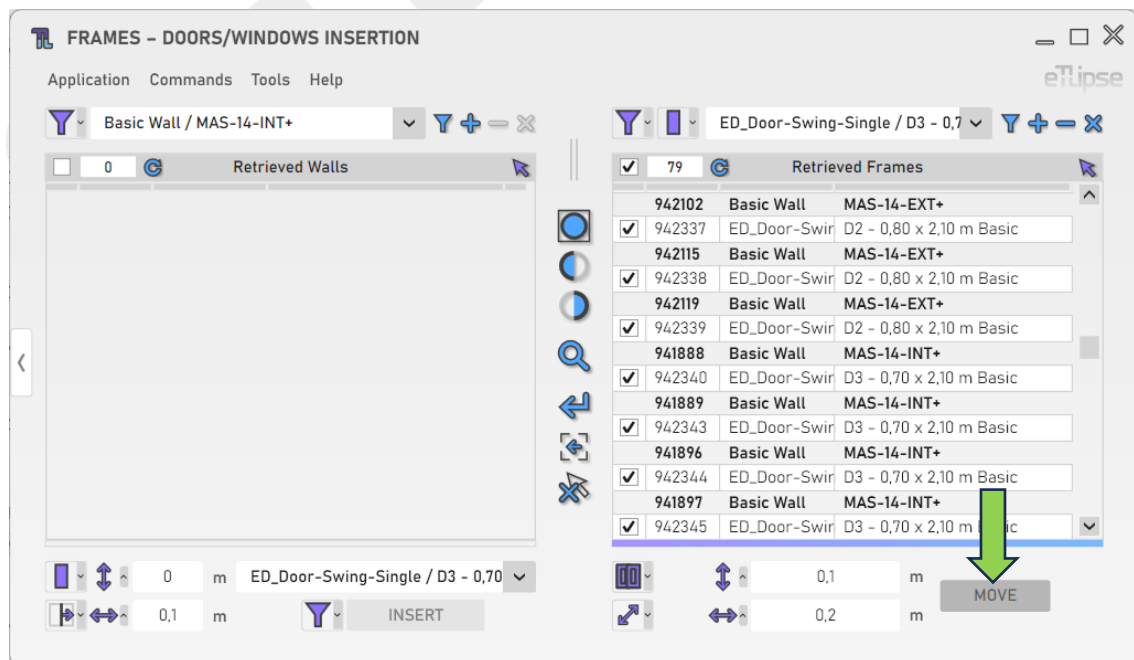 FRAMES – DOORS/WINDOWS INSERTION
eTLipse
Application Commands Tools Help
Basic Wall / MAS-14-INT+
ED_Door-Swing-Single / D3 - 0,7
0 Retrieved Walls
79 Retrieved Frames
942102 Basic Wall MAS-14-EXT+
942337 ED_Door-Swir D2 - 0,80 x 2,10 m Basic
942115 Basic Wall MAS-14-EXT+
942338 ED_Door-Swir D2 - 0,80 x 2,10 m Basic
942119 Basic Wall MAS-14-EXT+
942339 ED_Door-Swir D2 - 0,80 x 2,10 m Basic
941888 Basic Wall MAS-14-INT+
942340 ED_Door-Swir D3 - 0,70 x 2,10 m Basic
941889 Basic Wall MAS-14-INT+
942343 ED_Door-Swir D3 - 0,70 x 2,10 m Basic
941896 Basic Wall MAS-14-INT+
942344 ED_Door-Swir D3 - 0,70 x 2,10 m Basic
941897 Basic Wall MAS-14-INT+
942345 ED_Door-Swir D3 - 0,70 x 2,10 m ic
0 m ED_Door-Swing-Single / D3 - 0,70
0,1 m INSERT
0,1 m
0,2 m
MOVE